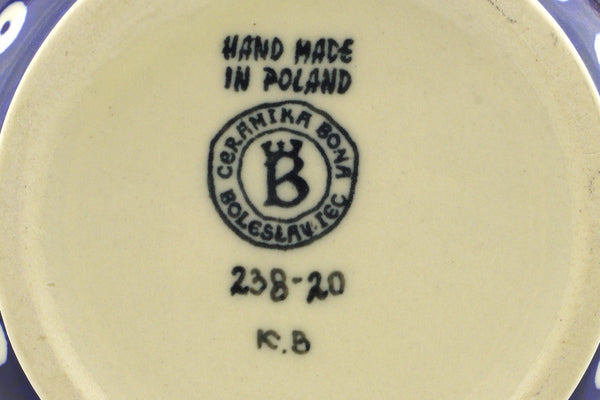 HAND MADE
IN POLAND
CERAMIKA BONA
B
BOLESŁAWIEC
238-20
K.B